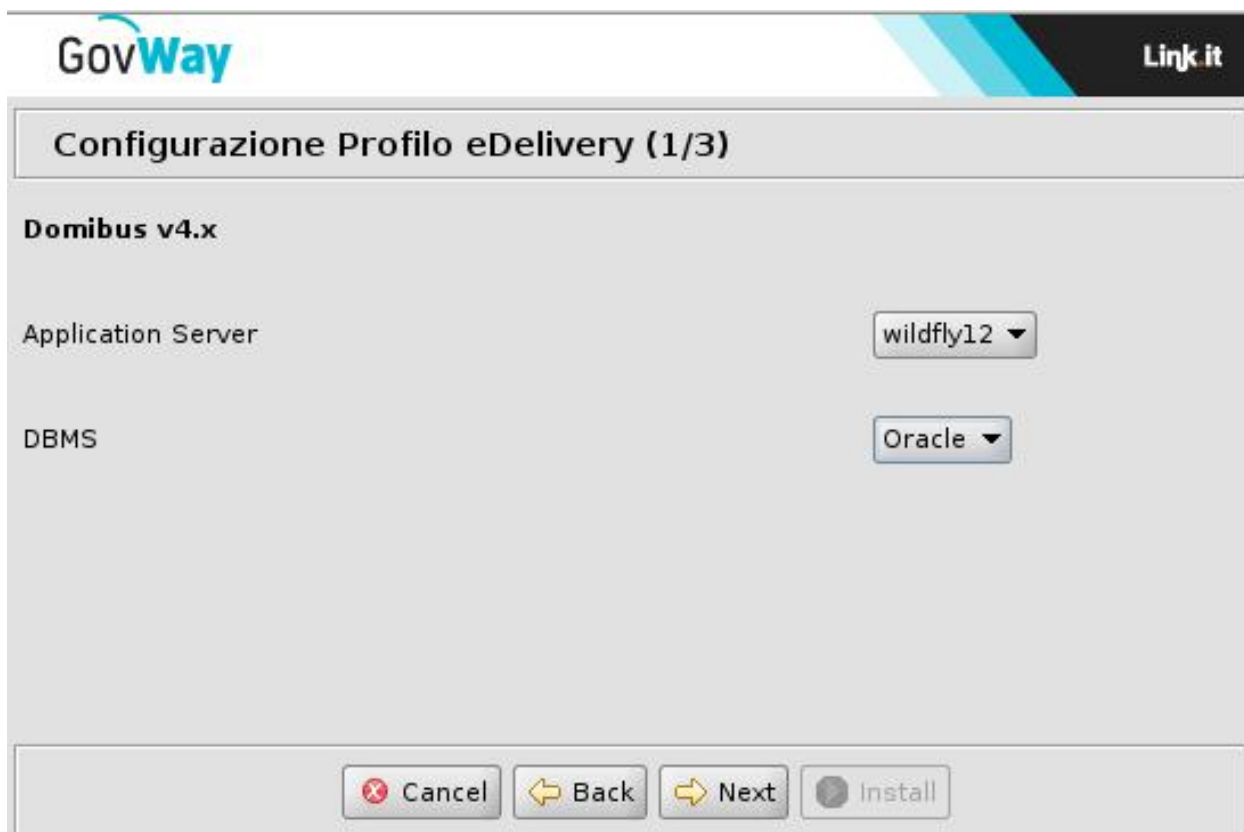 GovWay
Link.it
Configurazione Profilo eDelivery (1/3)
Domibus v4.x
Application Server
wildfly12
DBMS
Oracle
Cancel Back Next Install